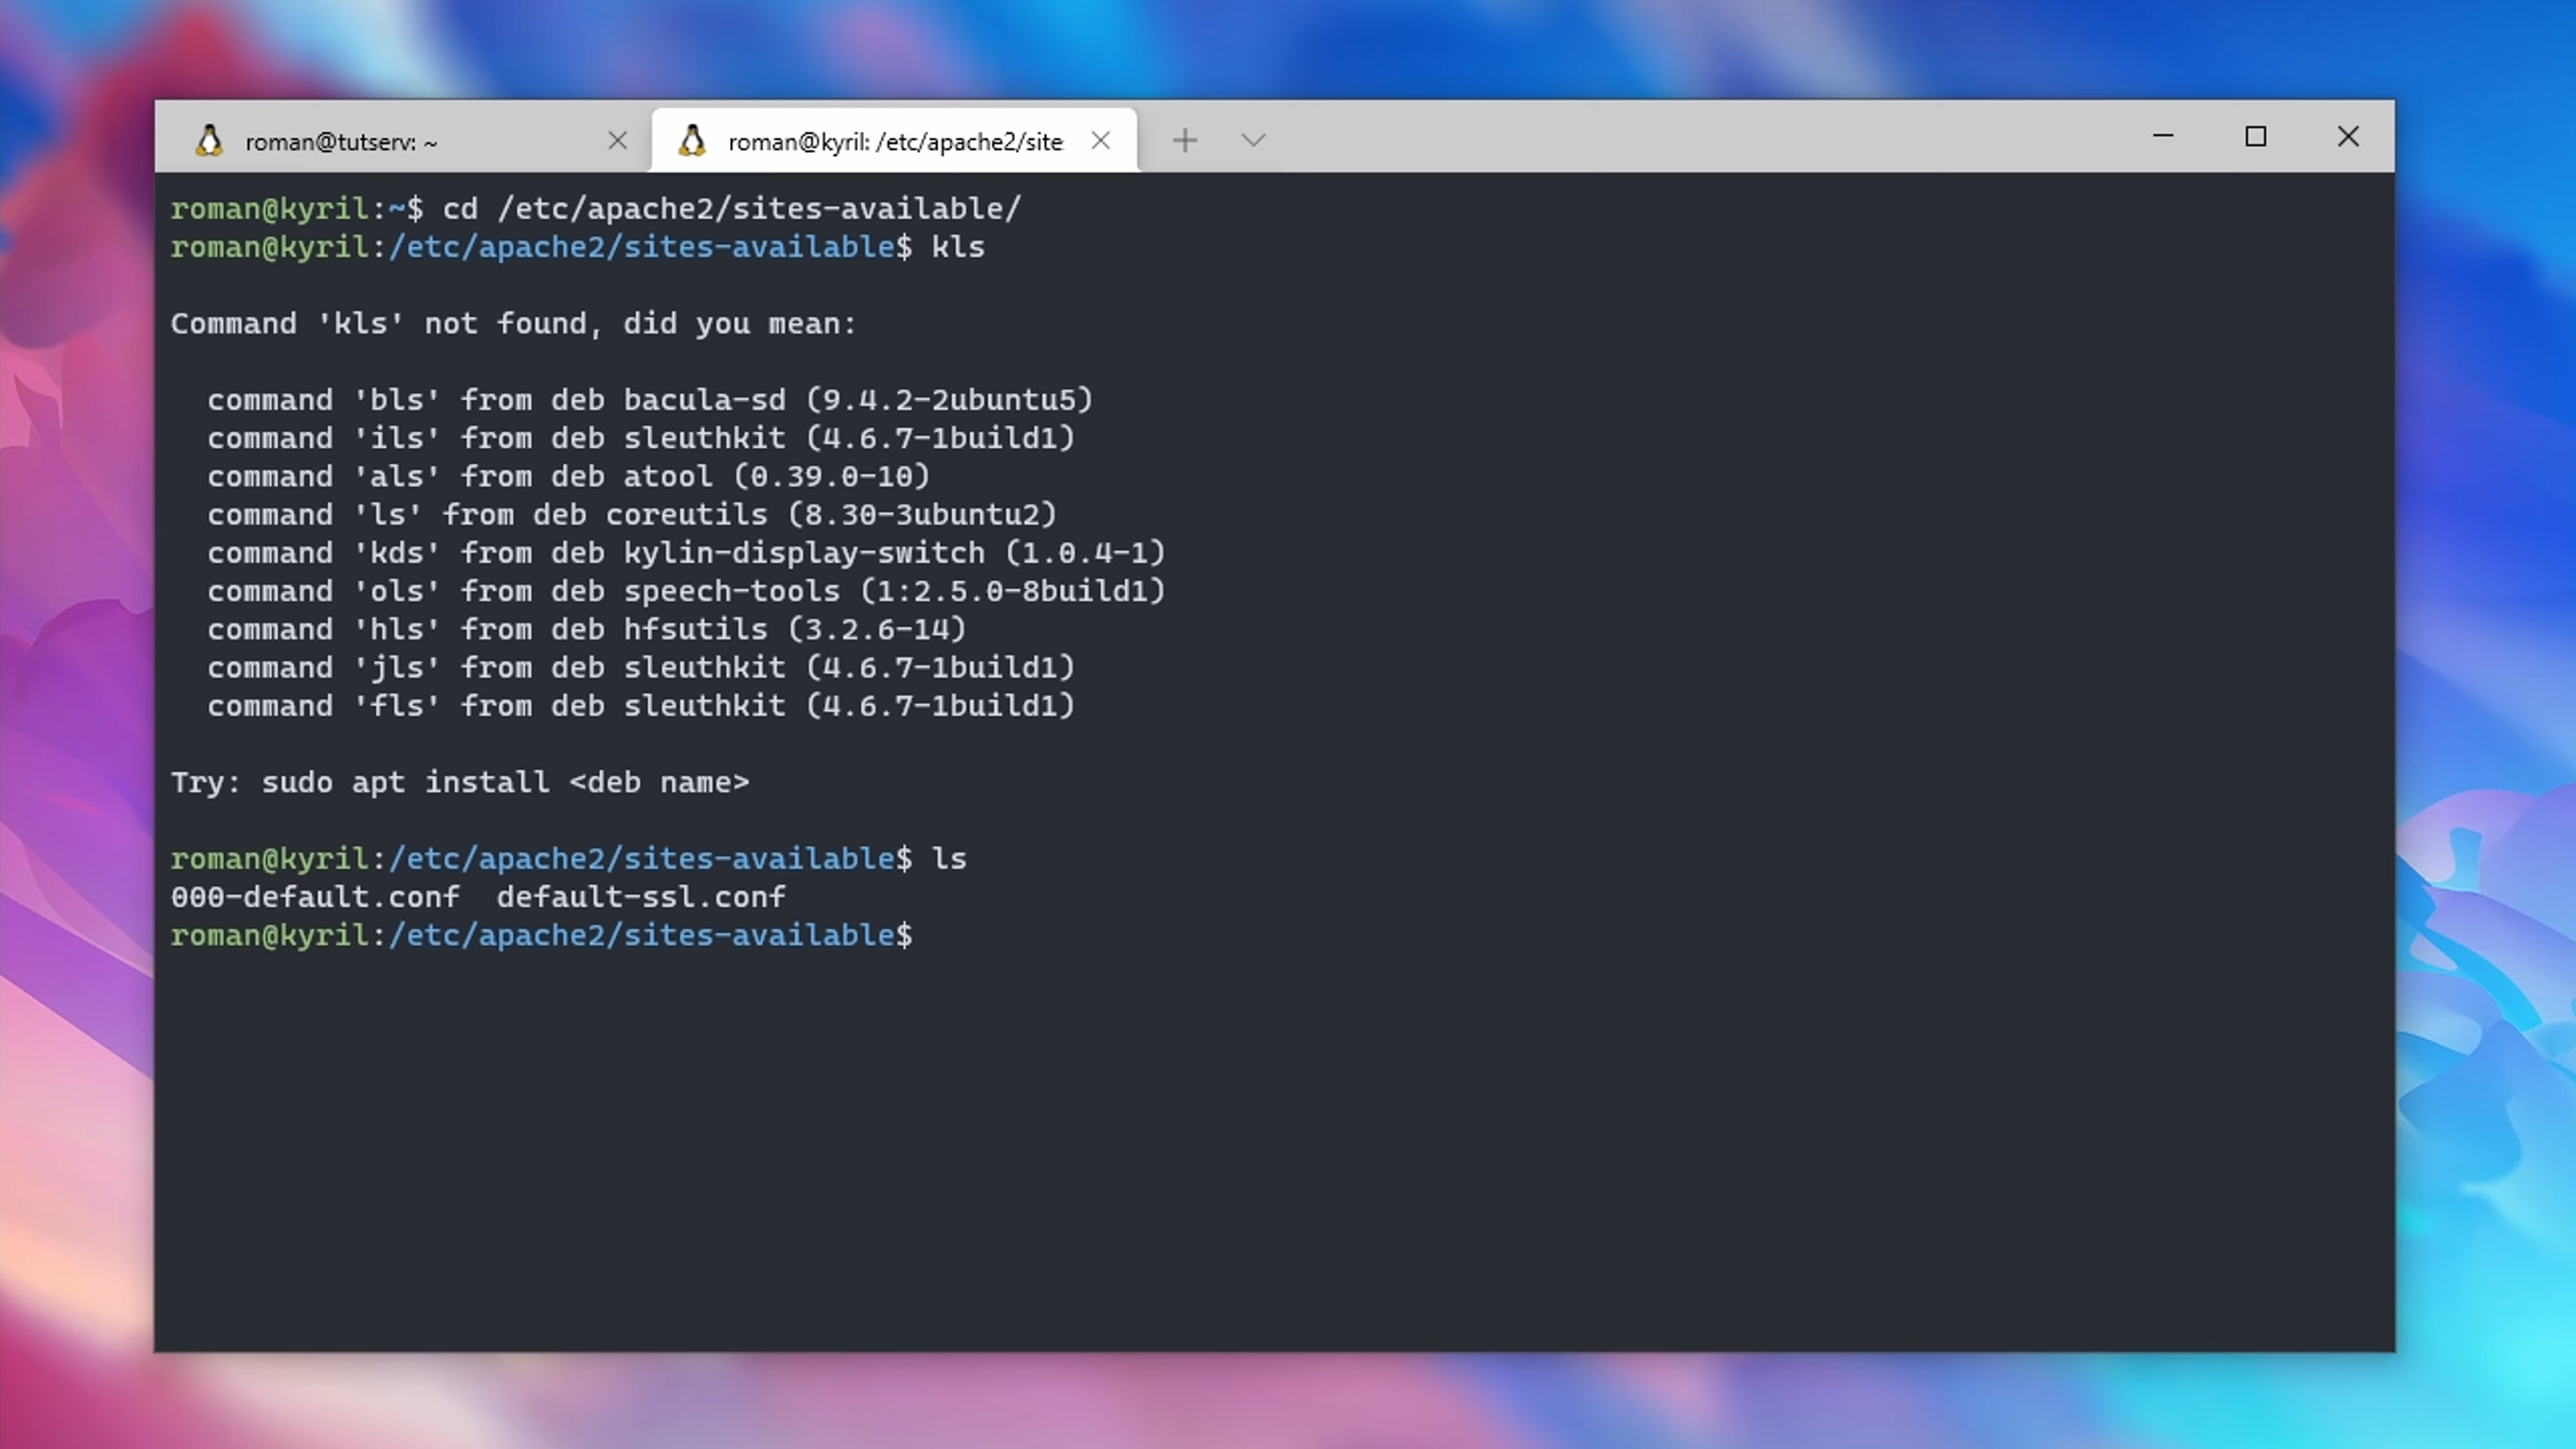 roman@tutserv: ~
roman@kyril: /etc/apache2/site
roman@kyril:~$ cd /etc/apache2/sites-available/
roman@kyril:/etc/apache2/sites-available$ kls
Command 'kls' not found, did you mean:
command 'bls' from deb bacula-sd (9.4.2-2ubuntu5)
command 'ils' from deb sleuthkit (4.6.7-1build1)
command 'als' from deb atool (0.39.0-10)
command 'ls' from deb coreutils (8.30-3ubuntu2)
command 'kds' from deb kylin-display-switch (1.0.4-1)
command 'ols' from deb speech-tools (1:2.5.0-8build1)
command 'hls' from deb hfsutils (3.2.6-14)
command 'jls' from deb sleuthkit (4.6.7-1build1)
command 'fls' from deb sleuthkit (4.6.7-1build1)
Try: sudo apt install <deb name>
roman@kyril:/etc/apache2/sites-available$ ls
000-default.conf  default-ssl.conf
roman@kyril:/etc/apache2/sites-available$